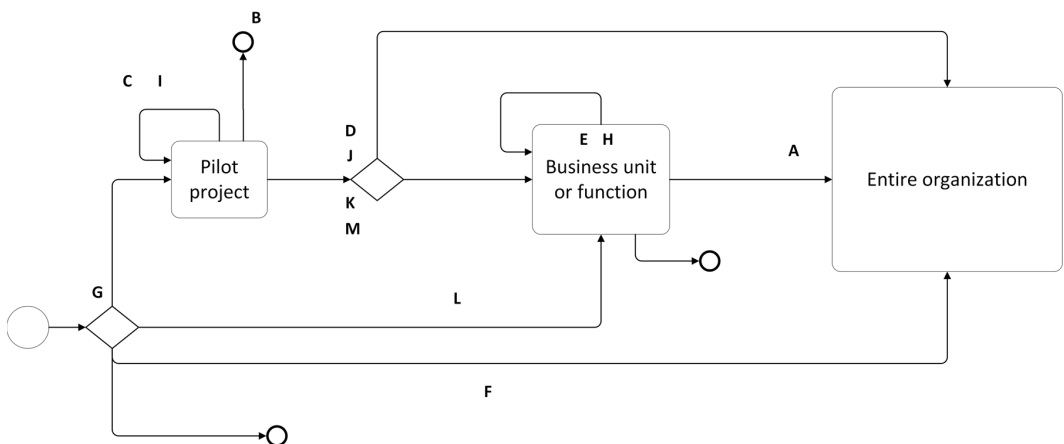 B
C I
D
J
E H
A
Pilot
project
Business unit
or function
Entire organization
K
M
G
L
F